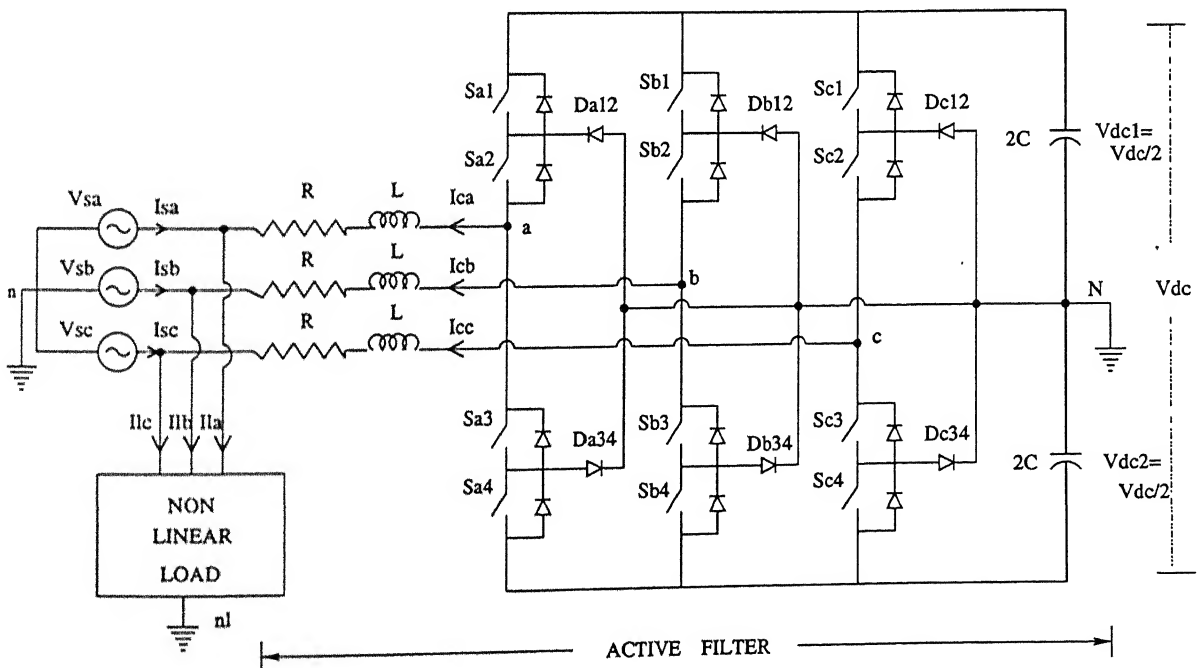 Sa1
Da12
Sb1
Db12
Sc1
Dc12
Sa2
Sb2
Sc2
2C
Vdc1=
Vdc/2
Vsa
Isa
R
L
Ica
a
Vsb
Isb
R
L
Icb
b
n
Vsc
Isc
R
L
Icc
c
N
Vdc
Ilc
Ilb
Ila
Sa3
Da34
Sb3
Db34
Sc3
Dc34
Sa4
Sb4
Sc4
2C
Vdc2=
Vdc/2
NON
LINEAR
LOAD
nl
ACTIVE FILTER